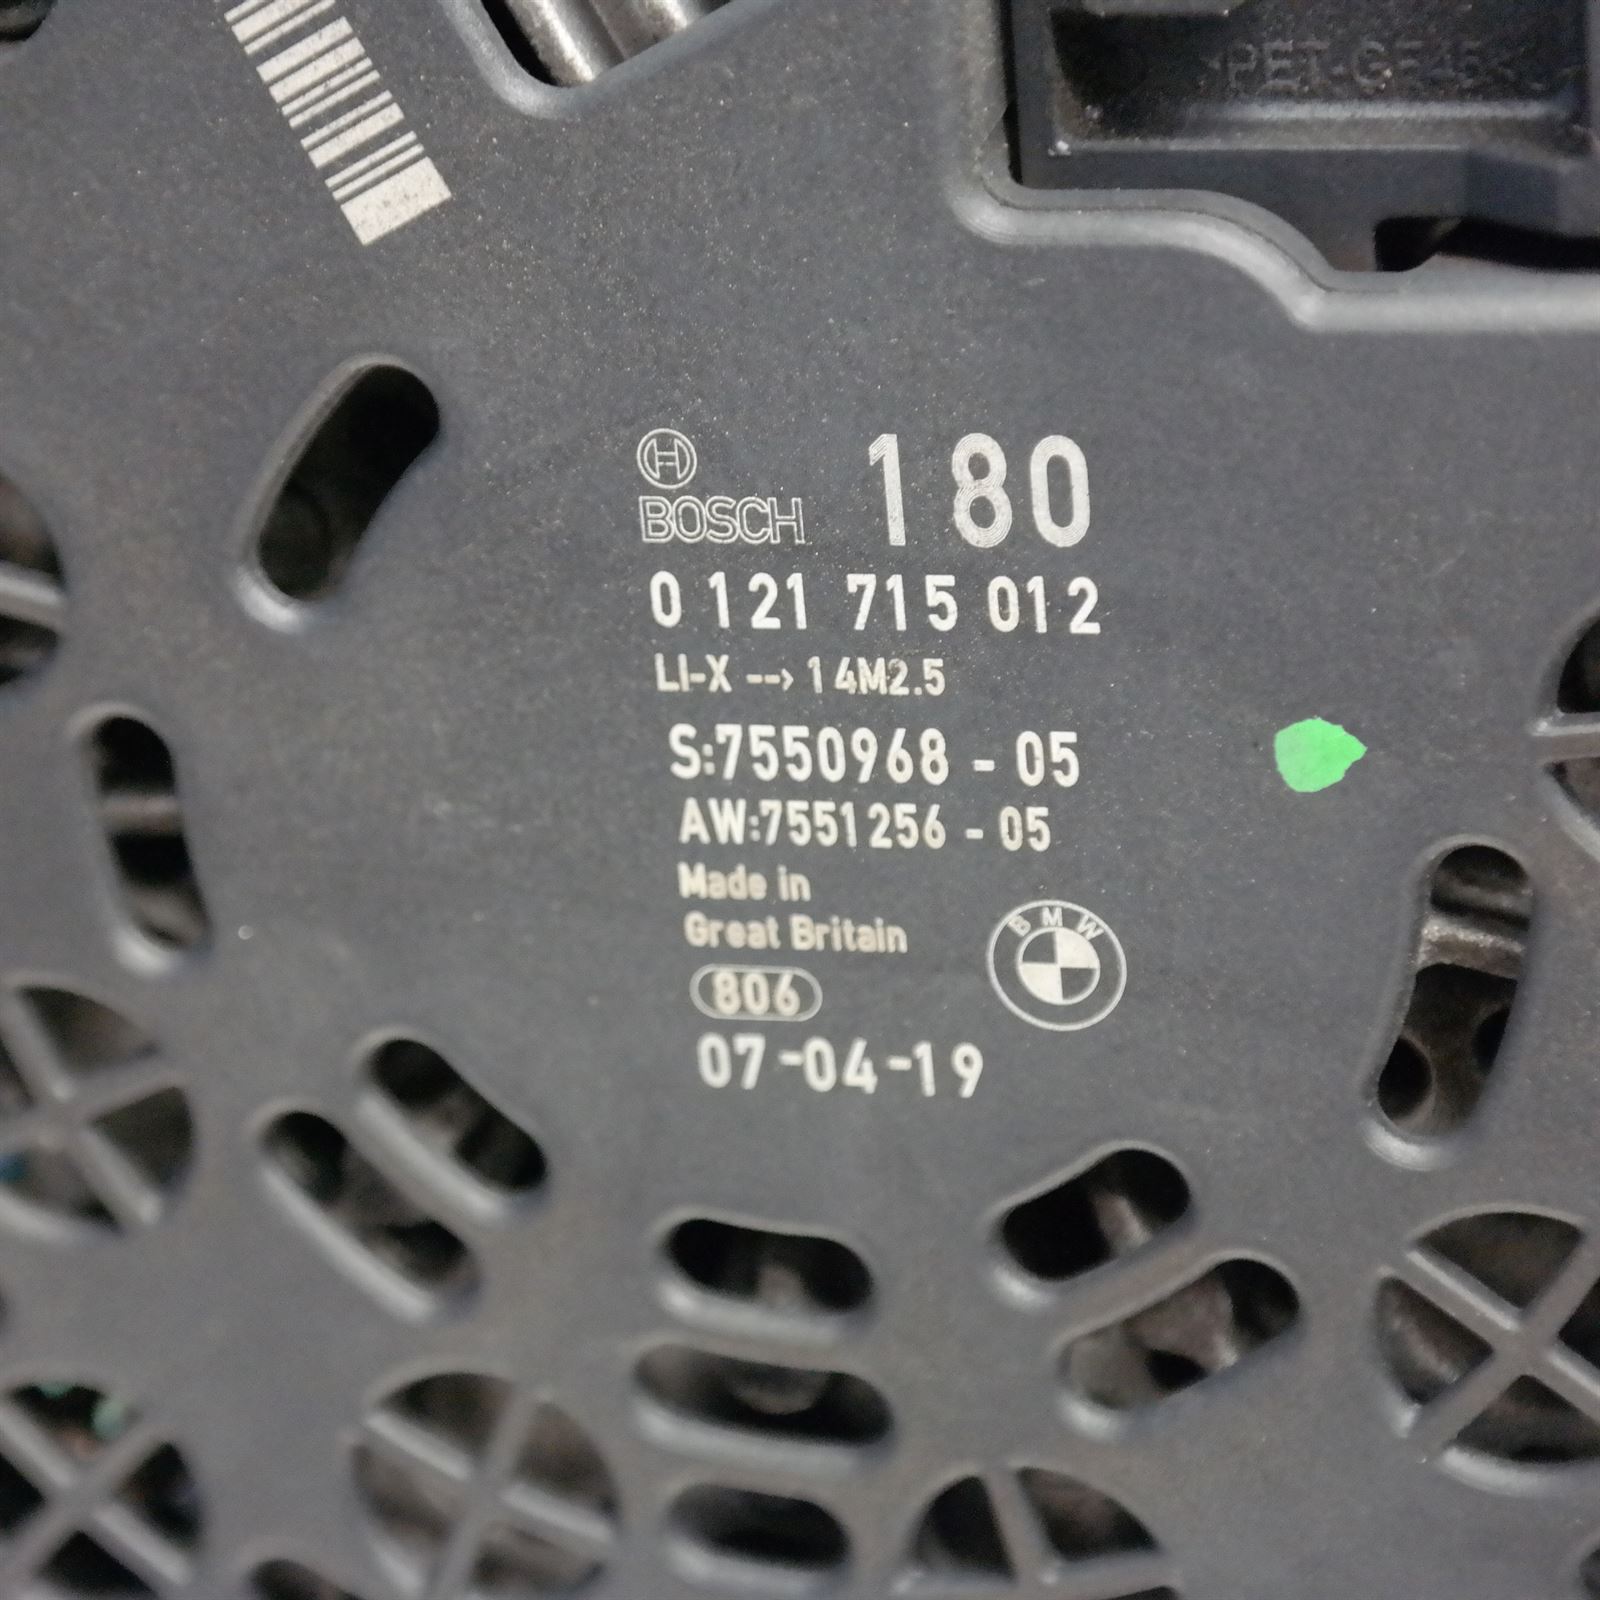 >PET-GF45<
BOSCH 180
0 121 715 012
LI-X --> 14M2.5
S:7550968 - 05
AW:7551256 - 05
Made in
Great Britain
BMW
806
07-04-19